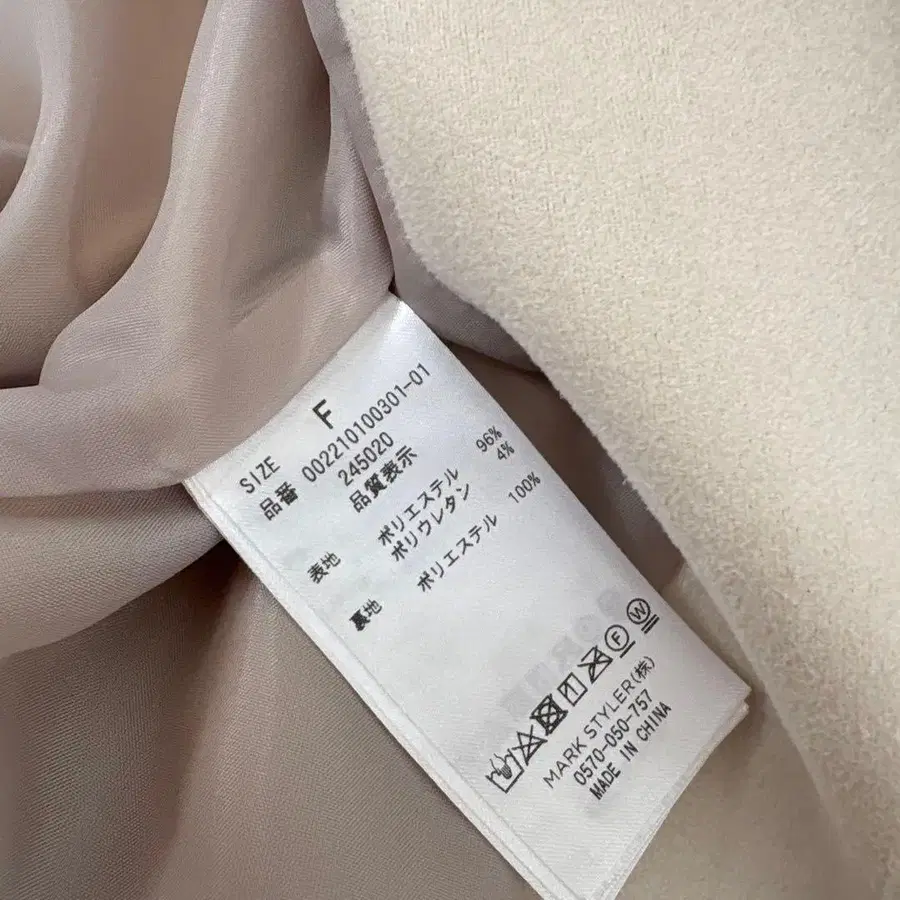 SIZE F
品番 002210100301-01
245020
品質表示
表地 ポリエステル 96%
ポリウレタン 4%
裏地 ポリエステル 100%
F W
MARK STYLER(株)
0570-050-757
MADE IN CHINA